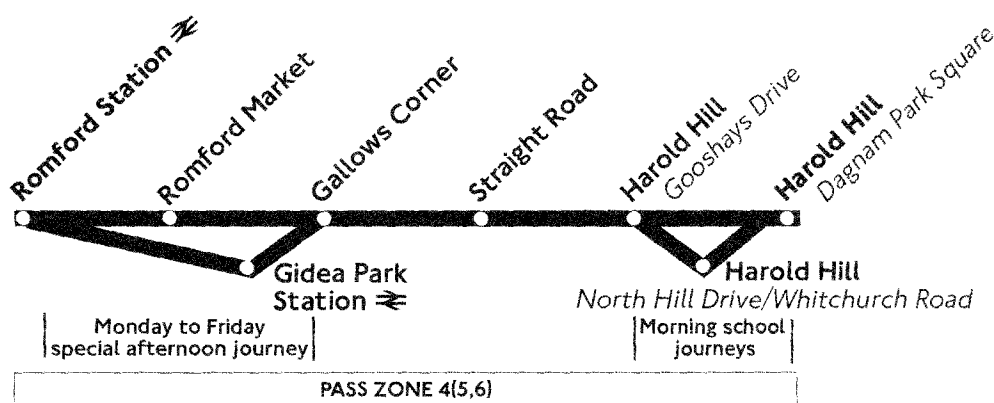 Romford Station
Romford Market
Gallows Corner
Straight Road
Harold Hill
Gooshays Drive
Harold Hill
Dagnam Park Square
Gidea Park
Station
Harold Hill
North Hill Drive/Whitchurch Road
Monday to Friday
special afternoon journey
Morning school
journeys
PASS ZONE 4(5,6)